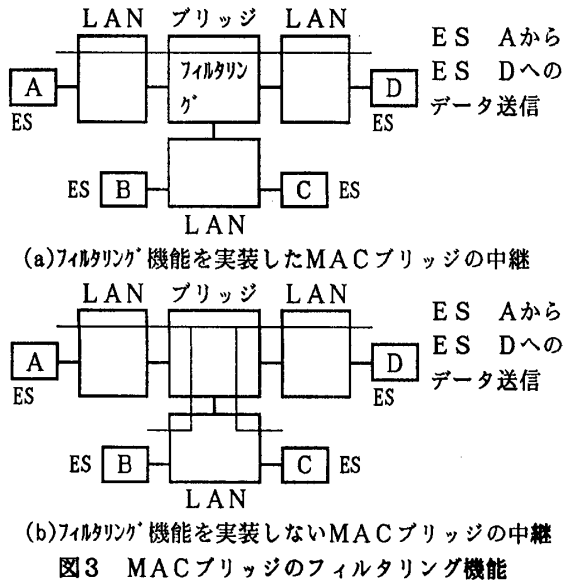 LAN ブリッジ LAN
ES Aから
ES Dへの
データ送信
フィルタリン
グ
A
D
ES
ES
ES B
C ES
LAN
(a)フィルタリング機能を実装したMACブリッジの中継
LAN ブリッジ LAN
ES Aから
ES Dへの
データ送信
A
D
ES
ES
ES B
C ES
LAN
(b)フィルタリング機能を実装しないMACブリッジの中継
図3 MACブリッジのフィルタリング機能